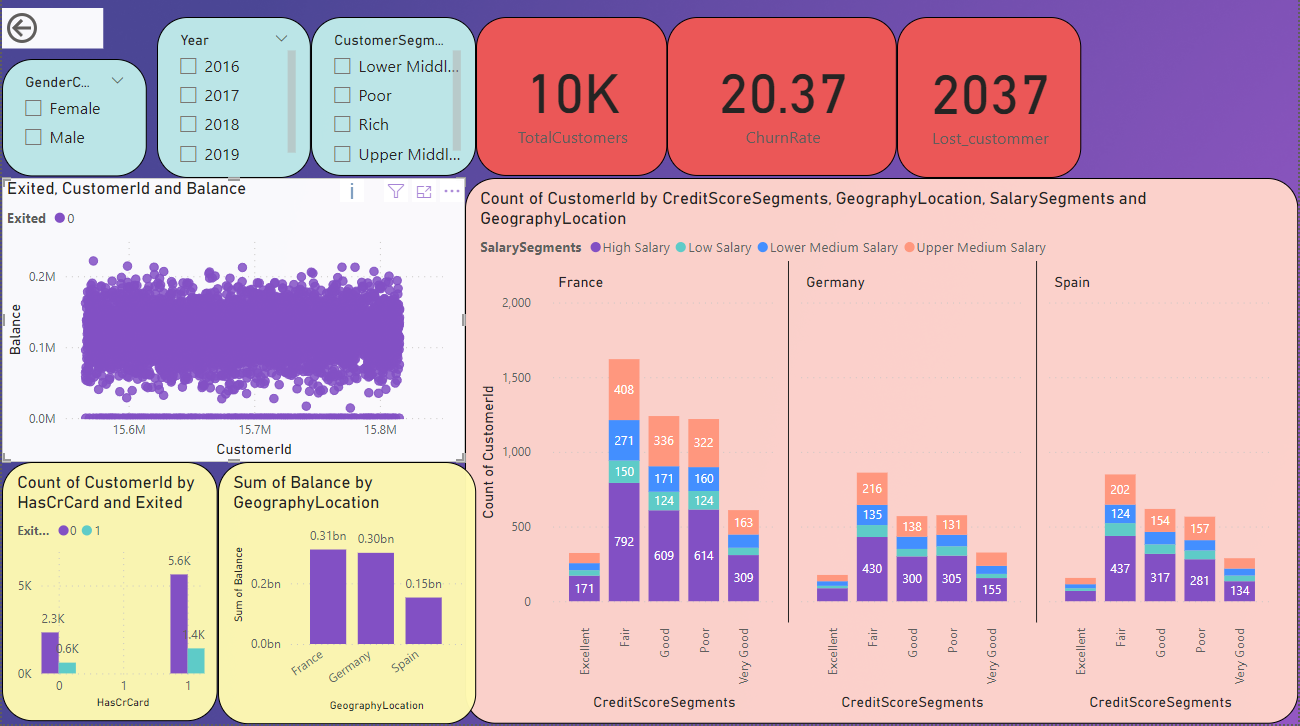 GenderC...
Female
Male
Year
2016
2017
2018
2019
CustomerSegm...
Lower Middl...
Poor
Rich
Upper Middl...
10K
TotalCustomers
20.37
ChurnRate
2037
Lost_custommer
Exited, CustomerId and Balance
Exited 0
0.2M
0.1M
0.0M
Balance
15.6M 15.7M 15.8M
CustomerId
Count of CustomerId by CreditScoreSegments, GeographyLocation, SalarySegments and
GeographyLocation
SalarySegments High Salary Low Salary Lower Medium Salary Upper Medium Salary
France Germany Spain
Count of CustomerId
2,000
1,500
1,000
500
0
171
408
271
150
792
336
171
124
609
322
160
124
614
163
309
216
135
430
138
300
131
305
155
202
124
437
154
317
157
281
134
Excellent Fair Good Poor Very Good
Excellent Fair Good Poor Very Good
Excellent Fair Good Poor Very Good
CreditScoreSegments CreditScoreSegments CreditScoreSegments
Count of CustomerId by
HasCrCard and Exited
Exit... 0 1
5K
0K
2.3K
0.6K
5.6K
.4K
0 1 1
HasCrCard
Sum of Balance by
GeographyLocation
Sum of Balance
0.2bn
0.0bn
0.31bn 0.30bn 0.15bn
France Germany Spain
GeographyLocation